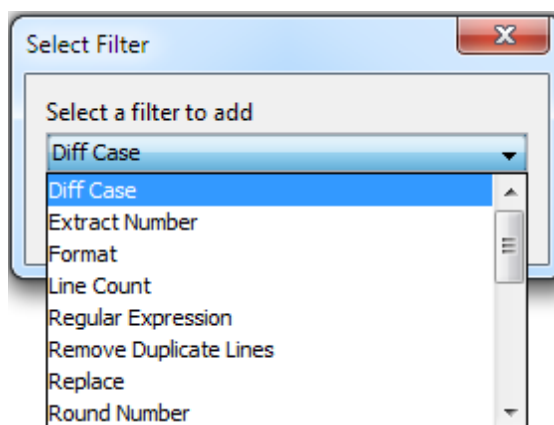 Select Filter
Select a filter to add
Diff Case
Diff Case
Extract Number
Format
Line Count
Regular Expression
Remove Duplicate Lines
Replace
Round Number